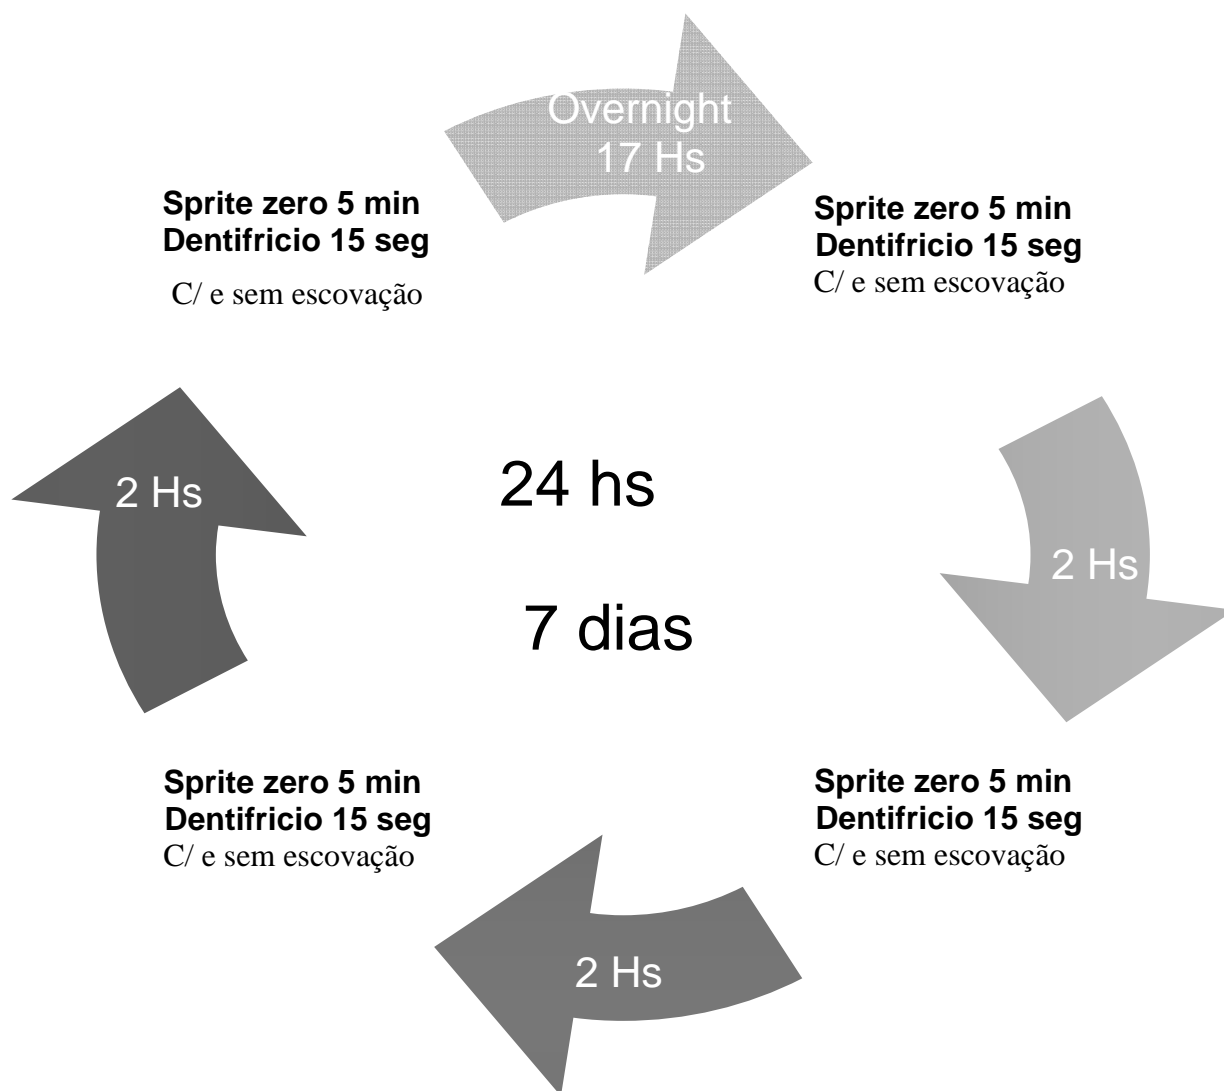 Overnight
17 Hs
Sprite zero 5 min
Dentifricio 15 seg
C/ e sem escovação
Sprite zero 5 min
Dentifricio 15 seg
C/ e sem escovação
2 Hs
24 hs
2 Hs
7 dias
Sprite zero 5 min
Dentifricio 15 seg
C/ e sem escovação
Sprite zero 5 min
Dentifricio 15 seg
C/ e sem escovação
2 Hs